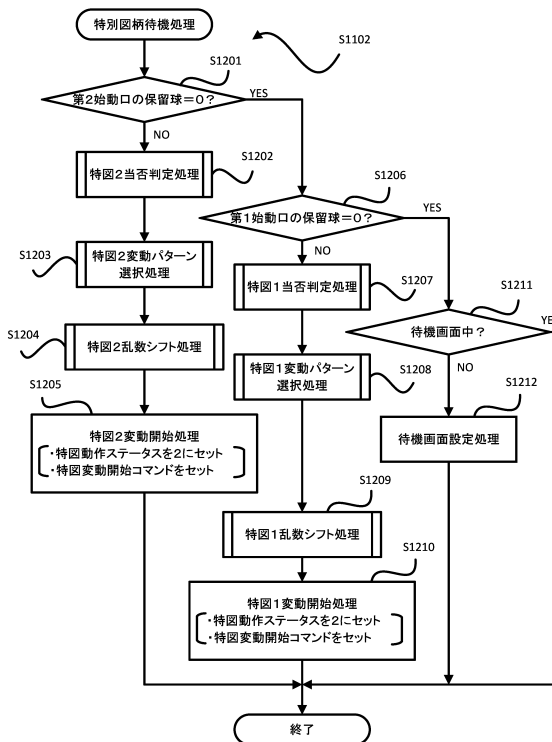 特別図柄待機処理
S1102
S1201
第2始動口の保留球=0?
YES
NO
S1202
特図2当否判定処理
S1206
第1始動口の保留球=0?
YES
NO
S1203
特図2変動パターン
選択処理
S1207
特図1当否判定処理
S1211
待機画面中?
YE
NO
S1204
特図2乱数シフト処理
S1208
特図1変動パターン
選択処理
S1205
特図2変動開始処理
・特図動作ステータスを2にセット
・特図変動開始コマンドをセット
S1212
待機画面設定処理
S1209
特図1乱数シフト処理
S1210
特図1変動開始処理
・特図動作ステータスを2にセット
・特図変動開始コマンドをセット
終了